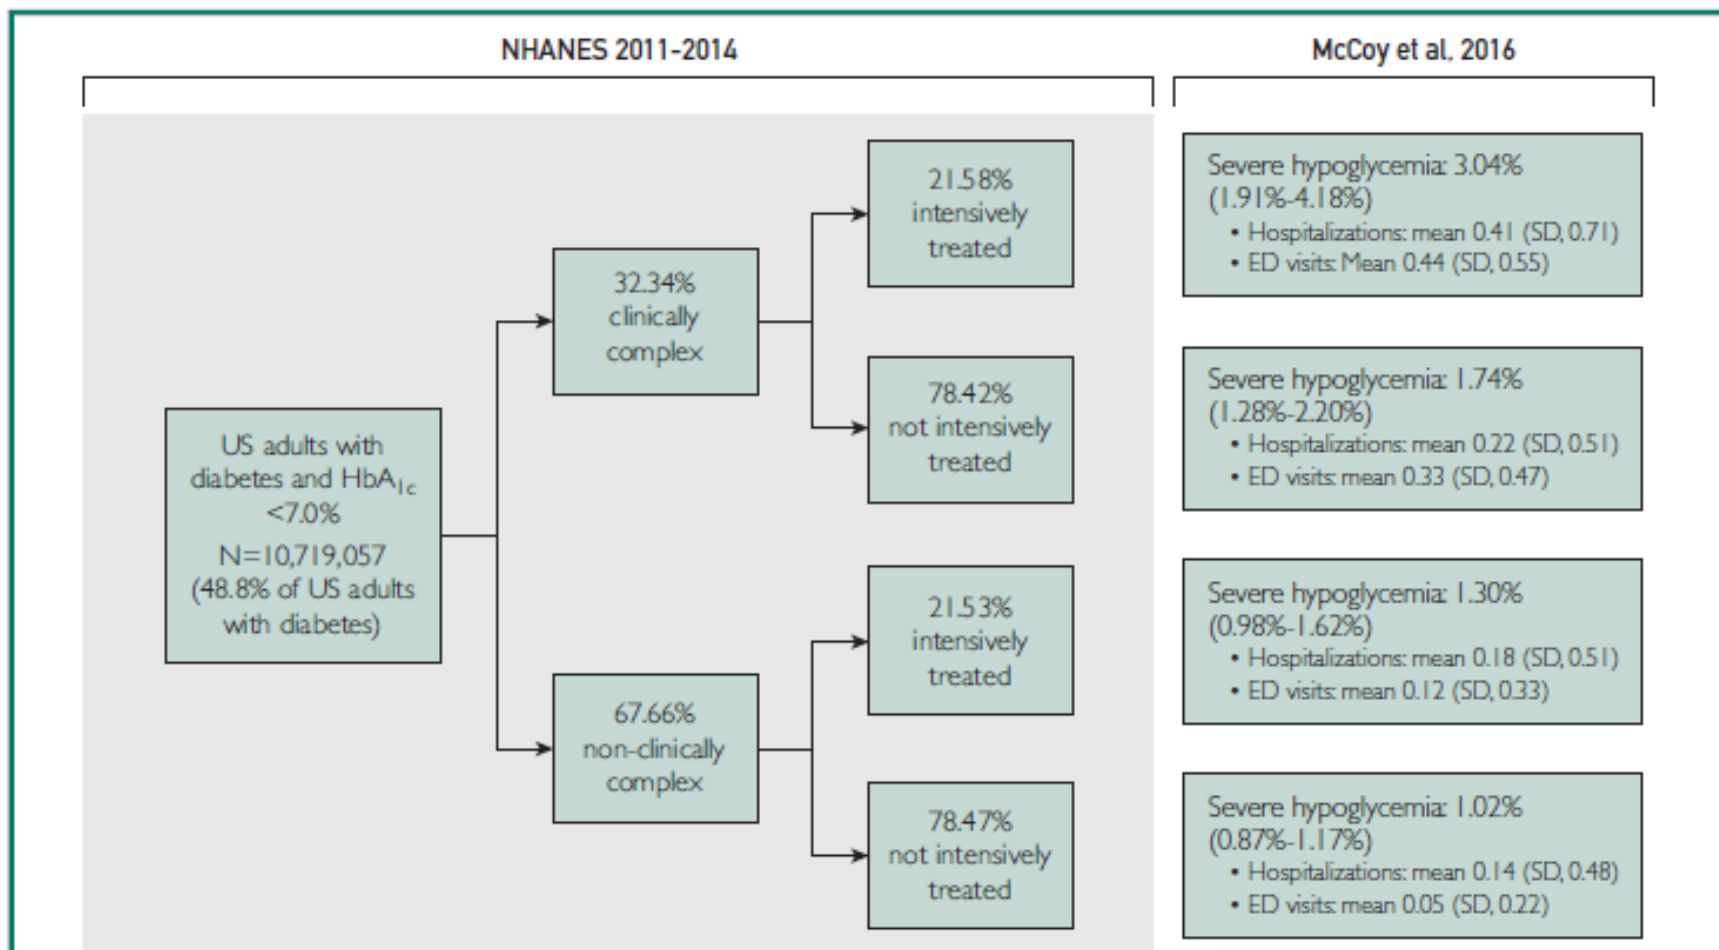 NHANES 2011-2014
McCoy et al, 2016
US adults with
diabetes and HbA1c
<7.0%
N=10,719,057
(48.8% of US adults
with diabetes)
32.34%
clinically
complex
67.66%
non-clinically
complex
21.58%
intensively
treated
78.42%
not intensively
treated
21.53%
intensively
treated
78.47%
not intensively
treated
Severe hypoglycemia: 3.04%
(1.91%-4.18%)
• Hospitalizations: mean 0.41 (SD, 0.71)
• ED visits: Mean 0.44 (SD, 0.55)
Severe hypoglycemia: 1.74%
(1.28%-2.20%)
• Hospitalizations: mean 0.22 (SD, 0.51)
• ED visits: mean 0.33 (SD, 0.47)
Severe hypoglycemia: 1.30%
(0.98%-1.62%)
• Hospitalizations: mean 0.18 (SD, 0.51)
• ED visits: mean 0.12 (SD, 0.33)
Severe hypoglycemia: 1.02%
(0.87%-1.17%)
• Hospitalizations: mean 0.14 (SD, 0.48)
• ED visits: mean 0.05 (SD, 0.22)